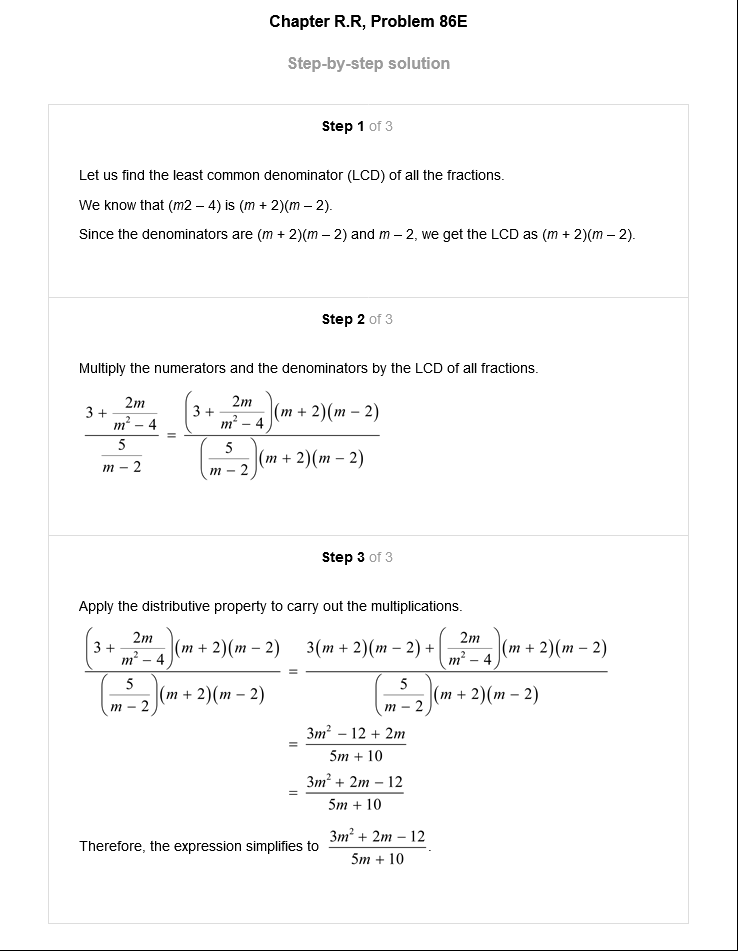 Chapter R.R, Problem 86E
Step-by-step solution
Step 1 of 3
Let us find the least common denominator (LCD) of all the fractions.
We know that (m2 – 4) is (m + 2)(m – 2).
Since the denominators are (m + 2)(m – 2) and m – 2, we get the LCD as (m + 2)(m – 2).
Step 2 of 3
Multiply the numerators and the denominators by the LCD of all fractions.
\frac{3 + \frac{2m}{m^2 - 4}}{\frac{5}{m - 2}} = \frac{\left(3 + \frac{2m}{m^2 - 4}\right)(m + 2)(m - 2)}{\left(\frac{5}{m - 2}\right)(m + 2)(m - 2)}
Step 3 of 3
Apply the distributive property to carry out the multiplications.
\frac{\left(3 + \frac{2m}{m^2 - 4}\right)(m + 2)(m - 2)}{\left(\frac{5}{m - 2}\right)(m + 2)(m - 2)} = \frac{3(m + 2)(m - 2) + \left(\frac{2m}{m^2 - 4}\right)(m + 2)(m - 2)}{\left(\frac{5}{m - 2}\right)(m + 2)(m - 2)}
= \frac{3m^2 - 12 + 2m}{5m + 10}
= \frac{3m^2 + 2m - 12}{5m + 10}
Therefore, the expression simplifies to \frac{3m^2 + 2m - 12}{5m + 10}.